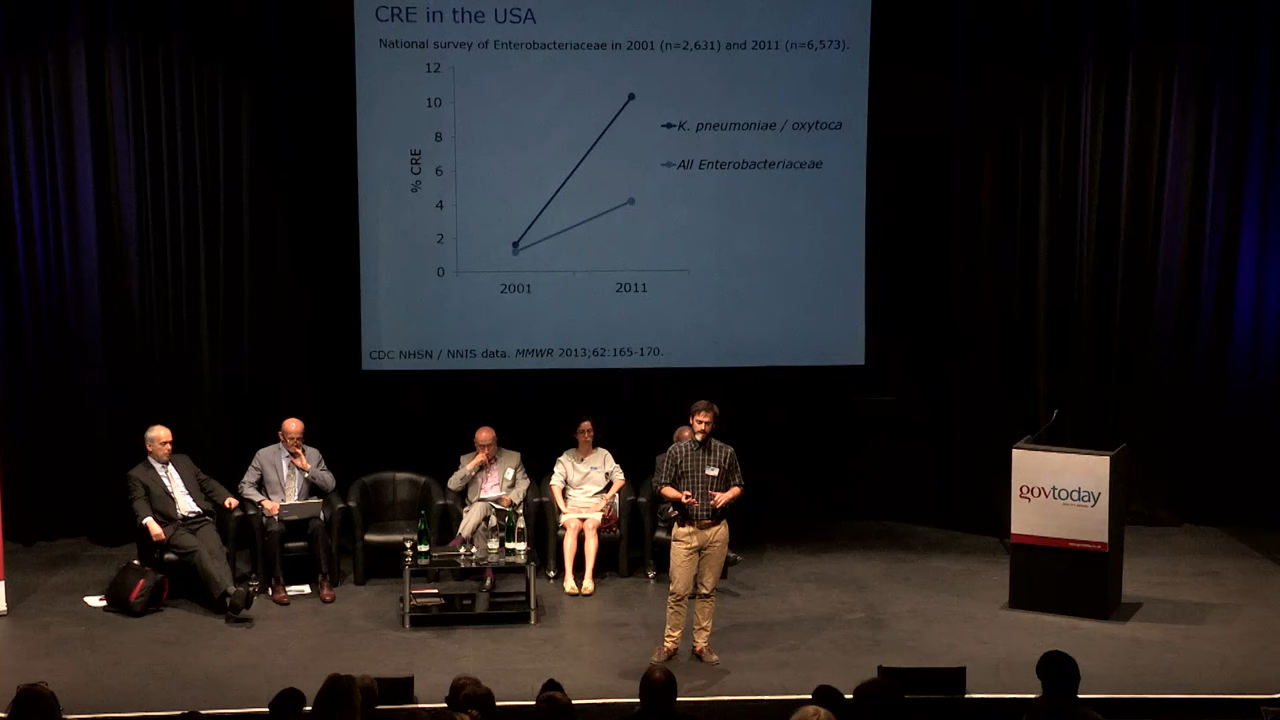 CRE in the USA
National survey of Enterobacteriaceae in 2001 (n=2,631) and 2011 (n=6,573).
12
10
8
6
4
2
0
% CRE
2001
2011
K. pneumoniae / oxytoca
All Enterobacteriaceae
CDC NHSN / NNIS data. MMWR 2013;62:165-170.
govtoday